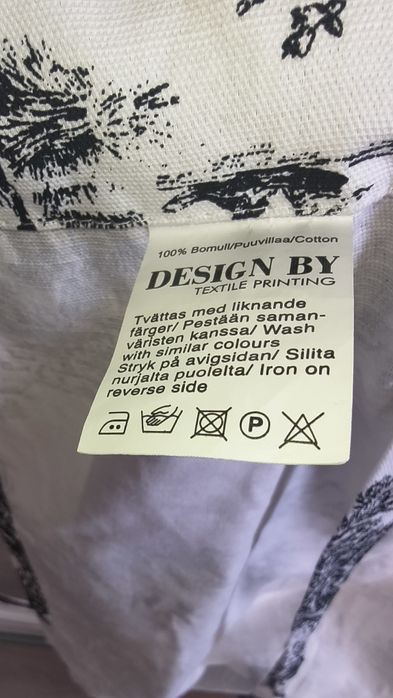 100% Bomull/Puuvillaa/Cotton
DESIGN BY
TEXTILE PRINTING
Tvättas med liknande
färger/ Pestään saman-
väristen kanssa/ Wash
with similar colours
Stryk på avigsidan/ Silita
nurjalta puolelta/ Iron on
reverse side
P